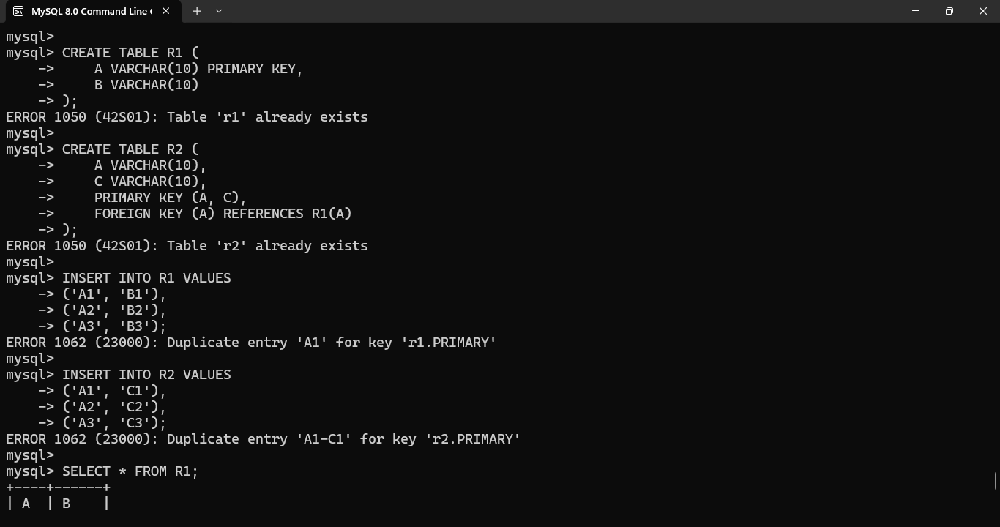 MySQL 8.0 Command Line
mysql>
mysql> CREATE TABLE R1 (
    ->     A VARCHAR(10) PRIMARY KEY,
    ->     B VARCHAR(10)
    -> );
ERROR 1050 (42S01): Table 'r1' already exists
mysql>
mysql> CREATE TABLE R2 (
    ->     A VARCHAR(10),
    ->     C VARCHAR(10),
    ->     PRIMARY KEY (A, C),
    ->     FOREIGN KEY (A) REFERENCES R1(A)
    -> );
ERROR 1050 (42S01): Table 'r2' already exists
mysql>
mysql> INSERT INTO R1 VALUES
    -> ('A1', 'B1'),
    -> ('A2', 'B2'),
    -> ('A3', 'B3');
ERROR 1062 (23000): Duplicate entry 'A1' for key 'r1.PRIMARY'
mysql>
mysql> INSERT INTO R2 VALUES
    -> ('A1', 'C1'),
    -> ('A2', 'C2'),
    -> ('A3', 'C3');
ERROR 1062 (23000): Duplicate entry 'A1-C1' for key 'r2.PRIMARY'
mysql>
mysql> SELECT * FROM R1;
+----+------+
| A  | B    |